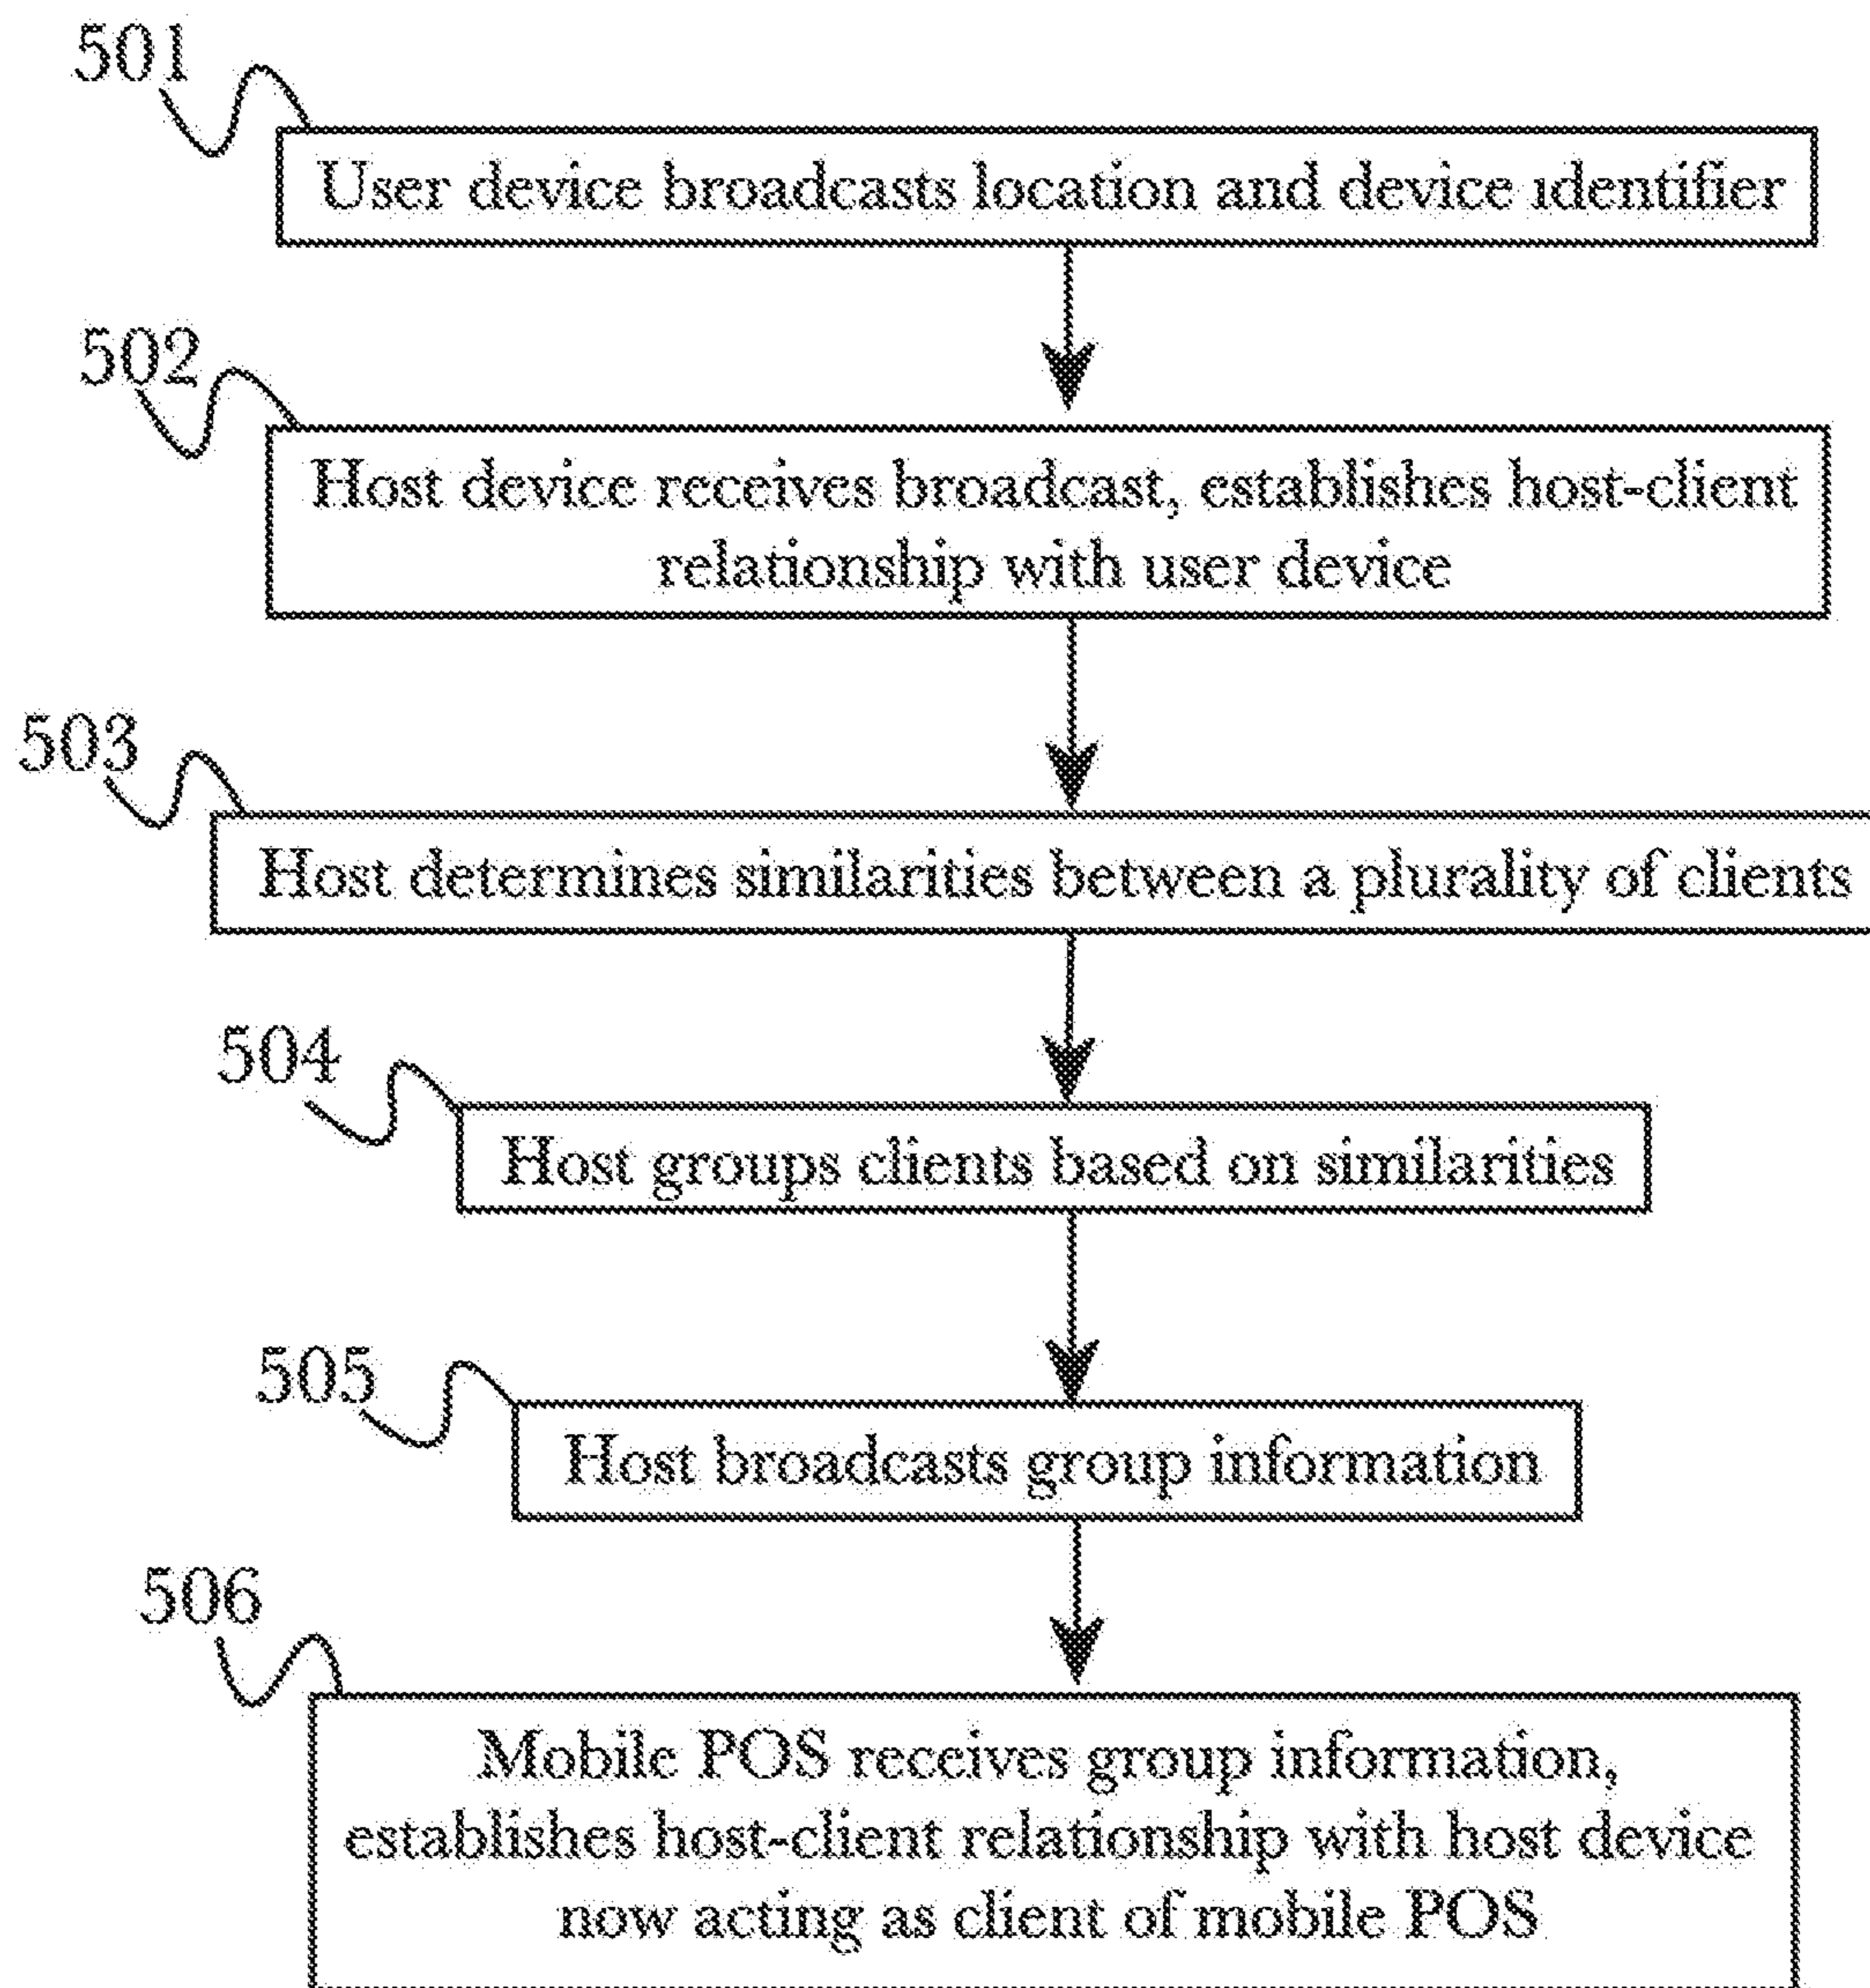 501
User device broadcasts location and device identifier
502
Host device receives broadcast, establishes host-client
relationship with user device
503
Host determines similarities between a plurality of clients
504
Host groups clients based on similarities
505
Host broadcasts group information
506
Mobile POS receives group information,
establishes host-client relationship with host device
now acting as client of mobile POS